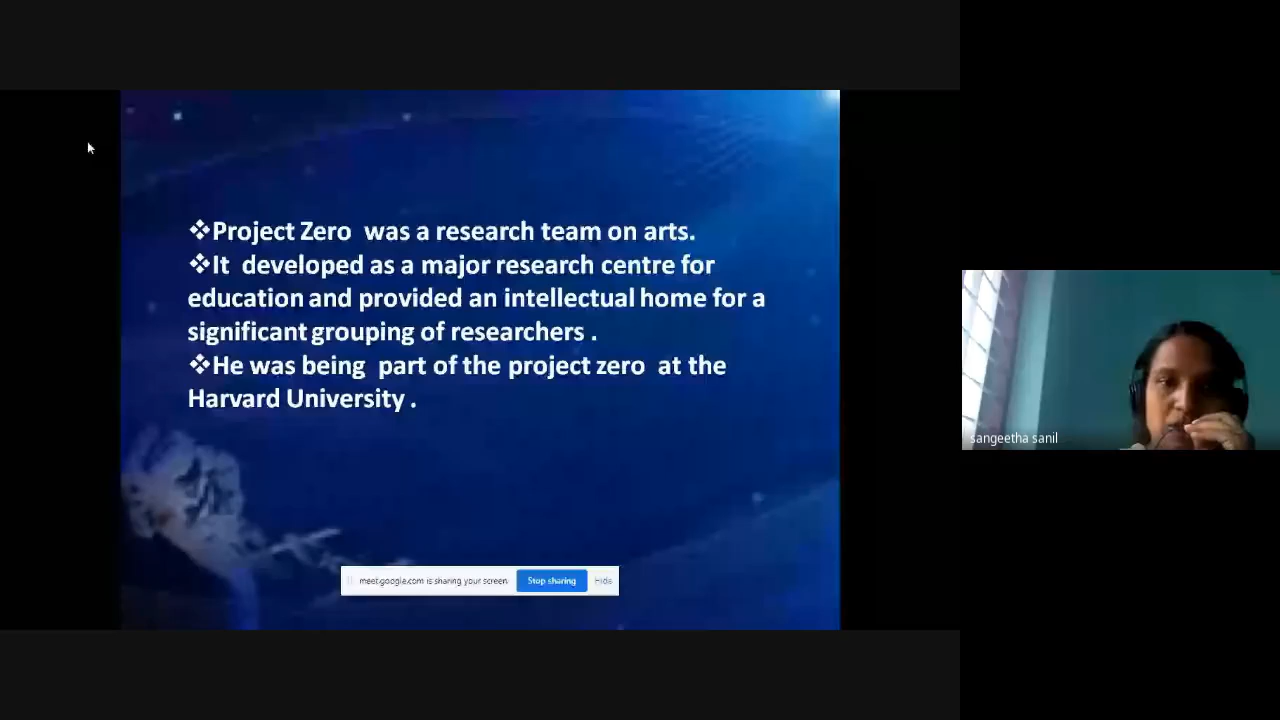 ❖Project Zero was a research team on arts.
❖It developed as a major research centre for
education and provided an intellectual home for a
significant grouping of researchers .
❖He was being part of the project zero at the
Harvard University .
sangeetha sanil
meet.google.com is sharing your screen Stop sharing Hide